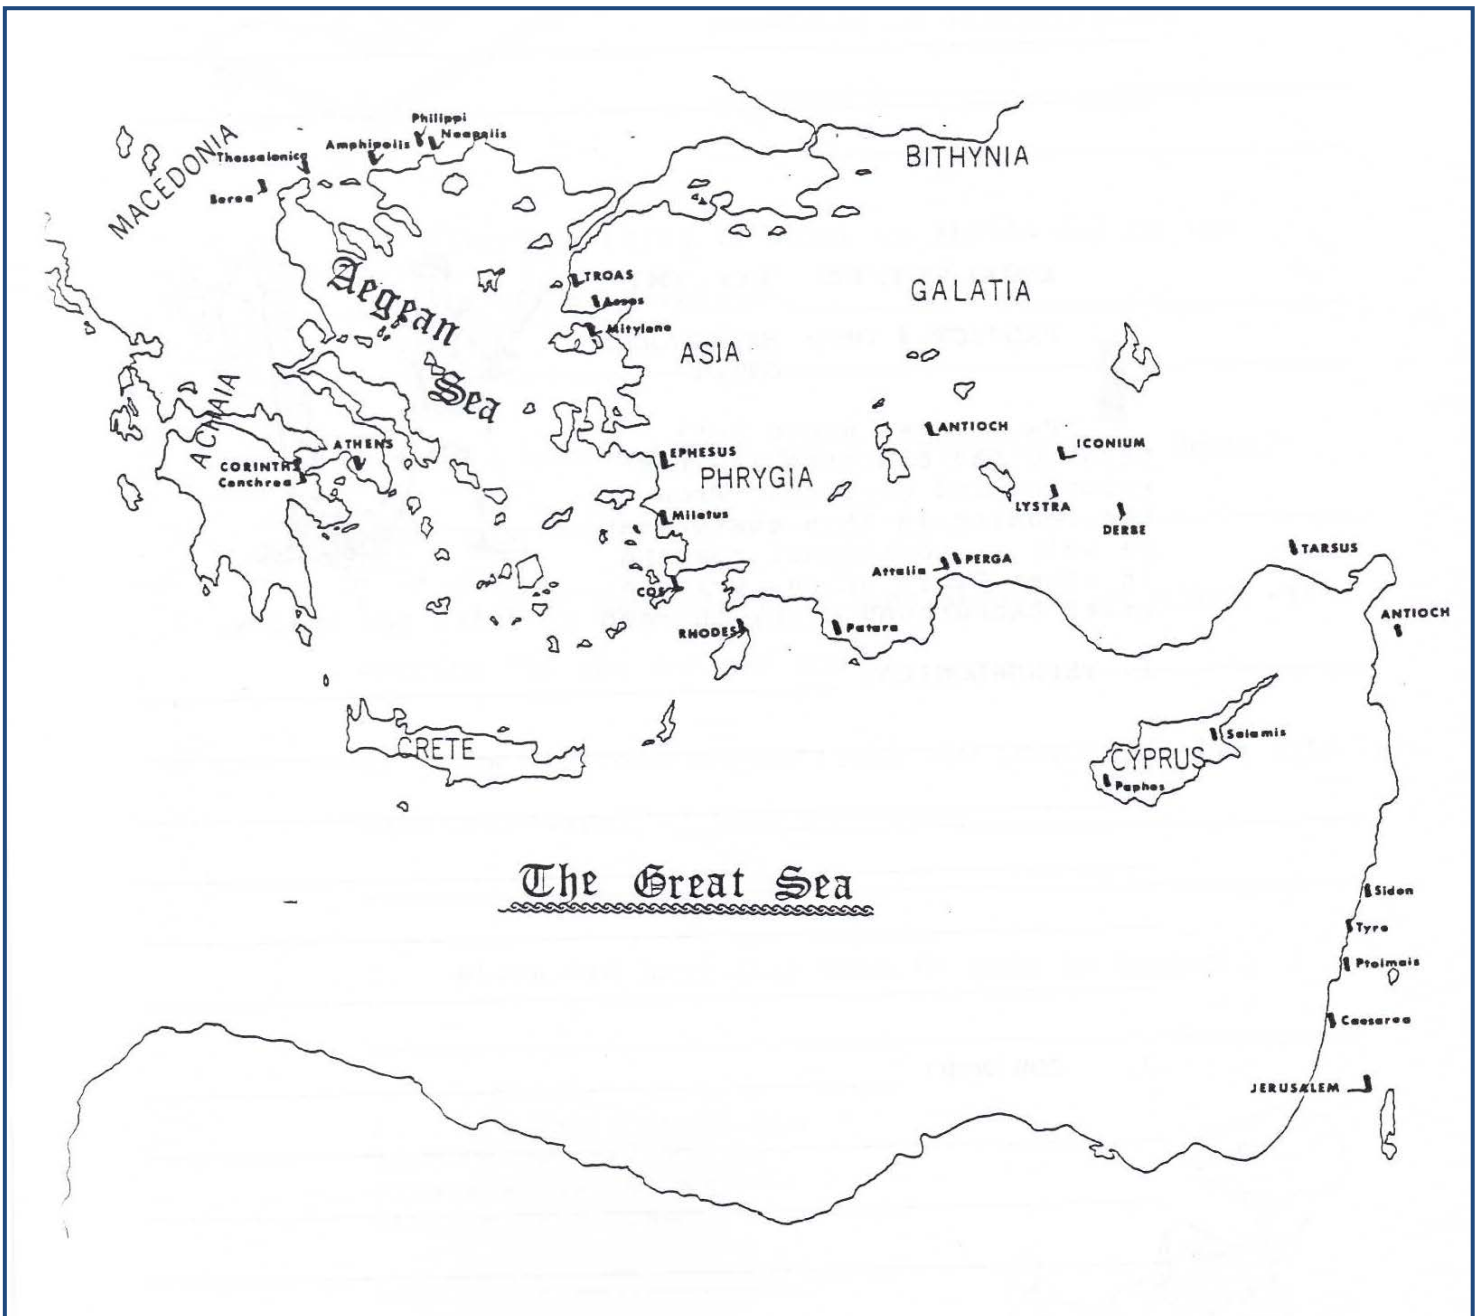 Philippi
Neapolis
Amphipolis
Thessalonica
Berea
MACEDONIA
BITHYNIA
Aegean
Sea
TROAS
Assos
Mitylene
GALATIA
ASIA
ACHAIA
ATHENS
CORINTH
Cenchrea
EPHESUS
PHRYGIA
Miletus
ANTIOCH
ICONIUM
LYSTRA
DERBE
Attalia
PERGA
TARSUS
ANTIOCH
COS
RHODES
Patara
CRETE
CYPRUS
Salamis
Paphos
The Great Sea
Sidon
Tyre
Ptolmais
Caesarea
JERUSALEM